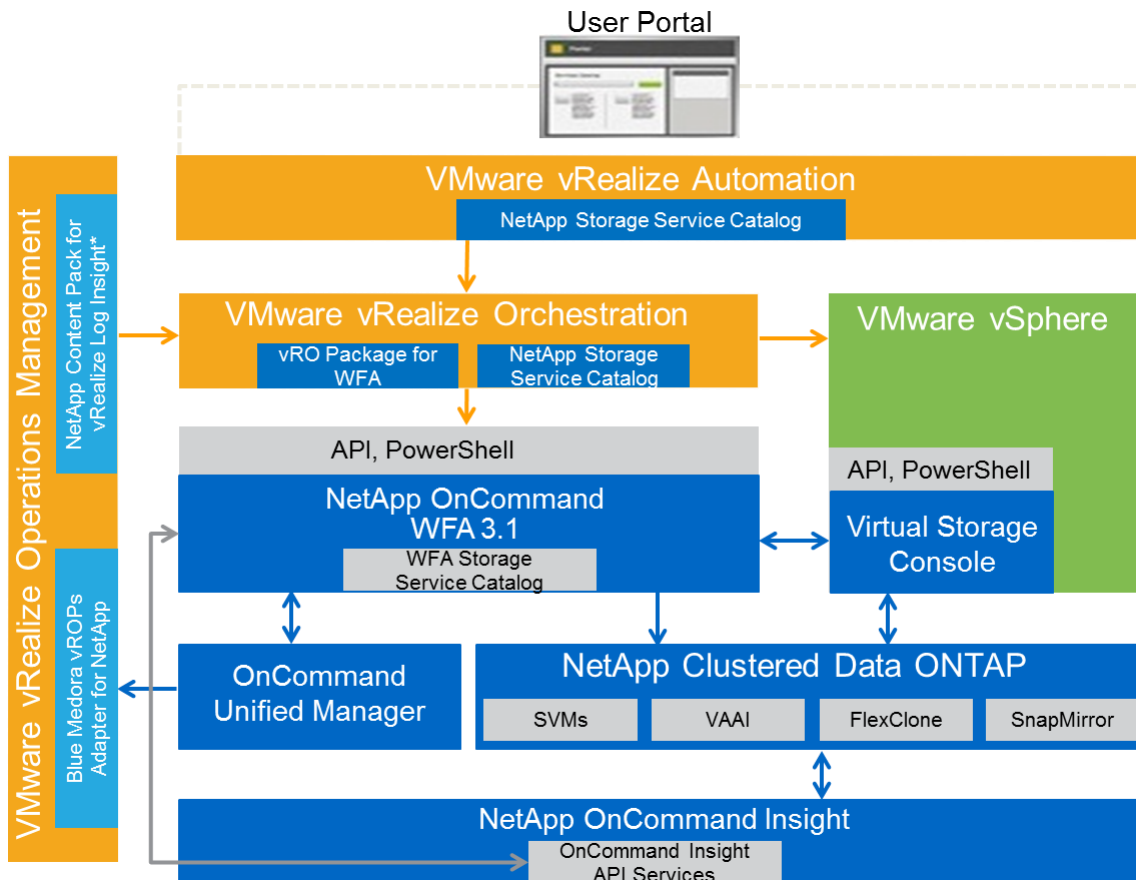 User Portal
VMware vRealize Automation
NetApp Storage Service Catalog
VMware vRealize Operations Management
NetApp Content Pack for
vRealize Log Insight*
Blue Medora vROPs
Adapter for NetApp
VMware vRealize Orchestration
vRO Package for
WFA
NetApp Storage
Service Catalog
VMware vSphere
API, PowerShell
NetApp OnCommand
WFA 3.1
WFA Storage
Service Catalog
API, PowerShell
Virtual Storage
Console
OnCommand
Unified Manager
NetApp Clustered Data ONTAP
SVMs
VAAI
FlexClone
SnapMirror
NetApp OnCommand Insight
OnCommand Insight
API Services